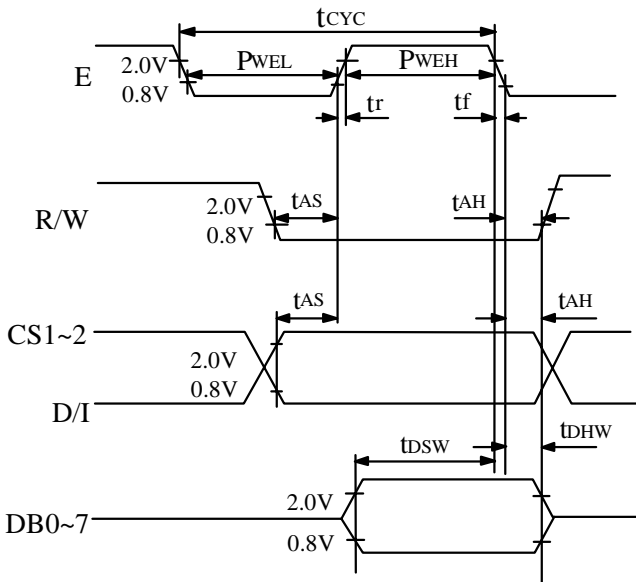 tCYC
E
2.0V
0.8V
PWEL
PWEH
tr
tf
R/W
2.0V
0.8V
tAS
tAH
CS1~2
D/I
2.0V
0.8V
tAS
tAH
tDSW
tDHW
DB0~7
2.0V
0.8V